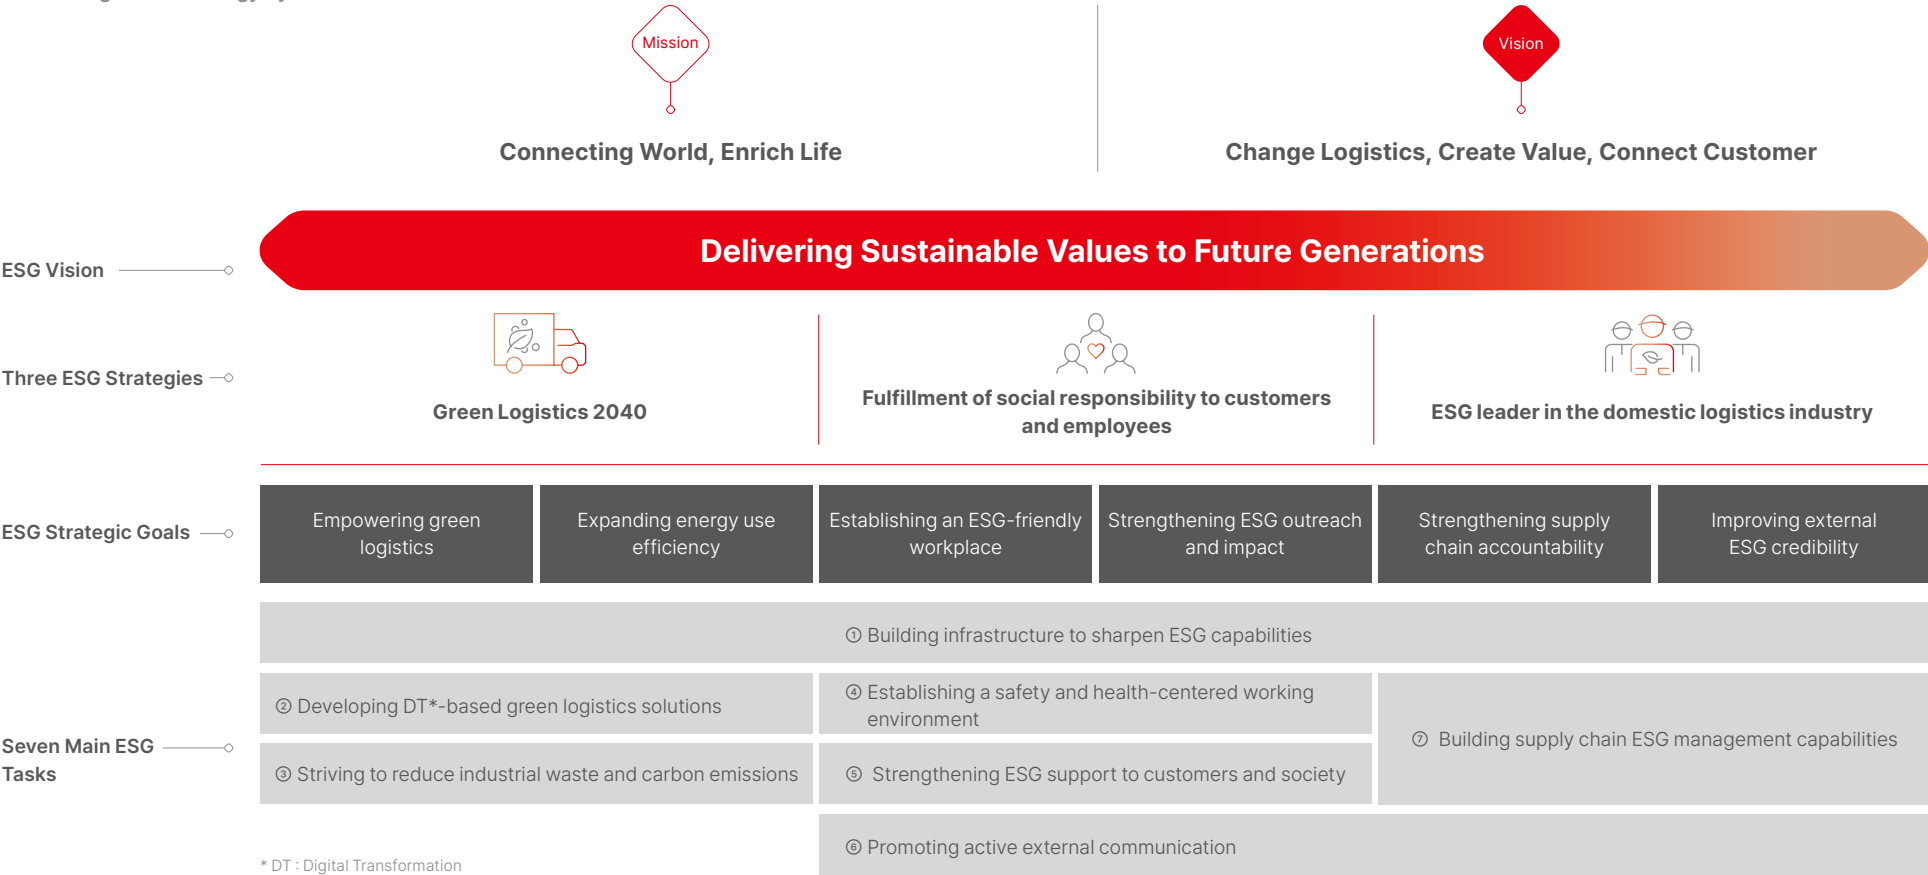 Mission
Vision
Connecting World, Enrich Life
Change Logistics, Create Value, Connect Customer
ESG Vision
Delivering Sustainable Values to Future Generations
Three ESG Strategies
Green Logistics 2040
Fulfillment of social responsibility to customers
and employees
ESG leader in the domestic logistics industry
ESG Strategic Goals
Empowering green
logistics
Expanding energy use
efficiency
Establishing an ESG-friendly
workplace
Strengthening ESG outreach
and impact
Strengthening supply
chain accountability
Improving external
ESG credibility
Seven Main ESG
Tasks
① Building infrastructure to sharpen ESG capabilities
② Developing DT*-based green logistics solutions
③ Striving to reduce industrial waste and carbon emissions
④ Establishing a safety and health-centered working
environment
⑤ Strengthening ESG support to customers and society
⑥ Promoting active external communication
⑦ Building supply chain ESG management capabilities
* DT : Digital Transformation